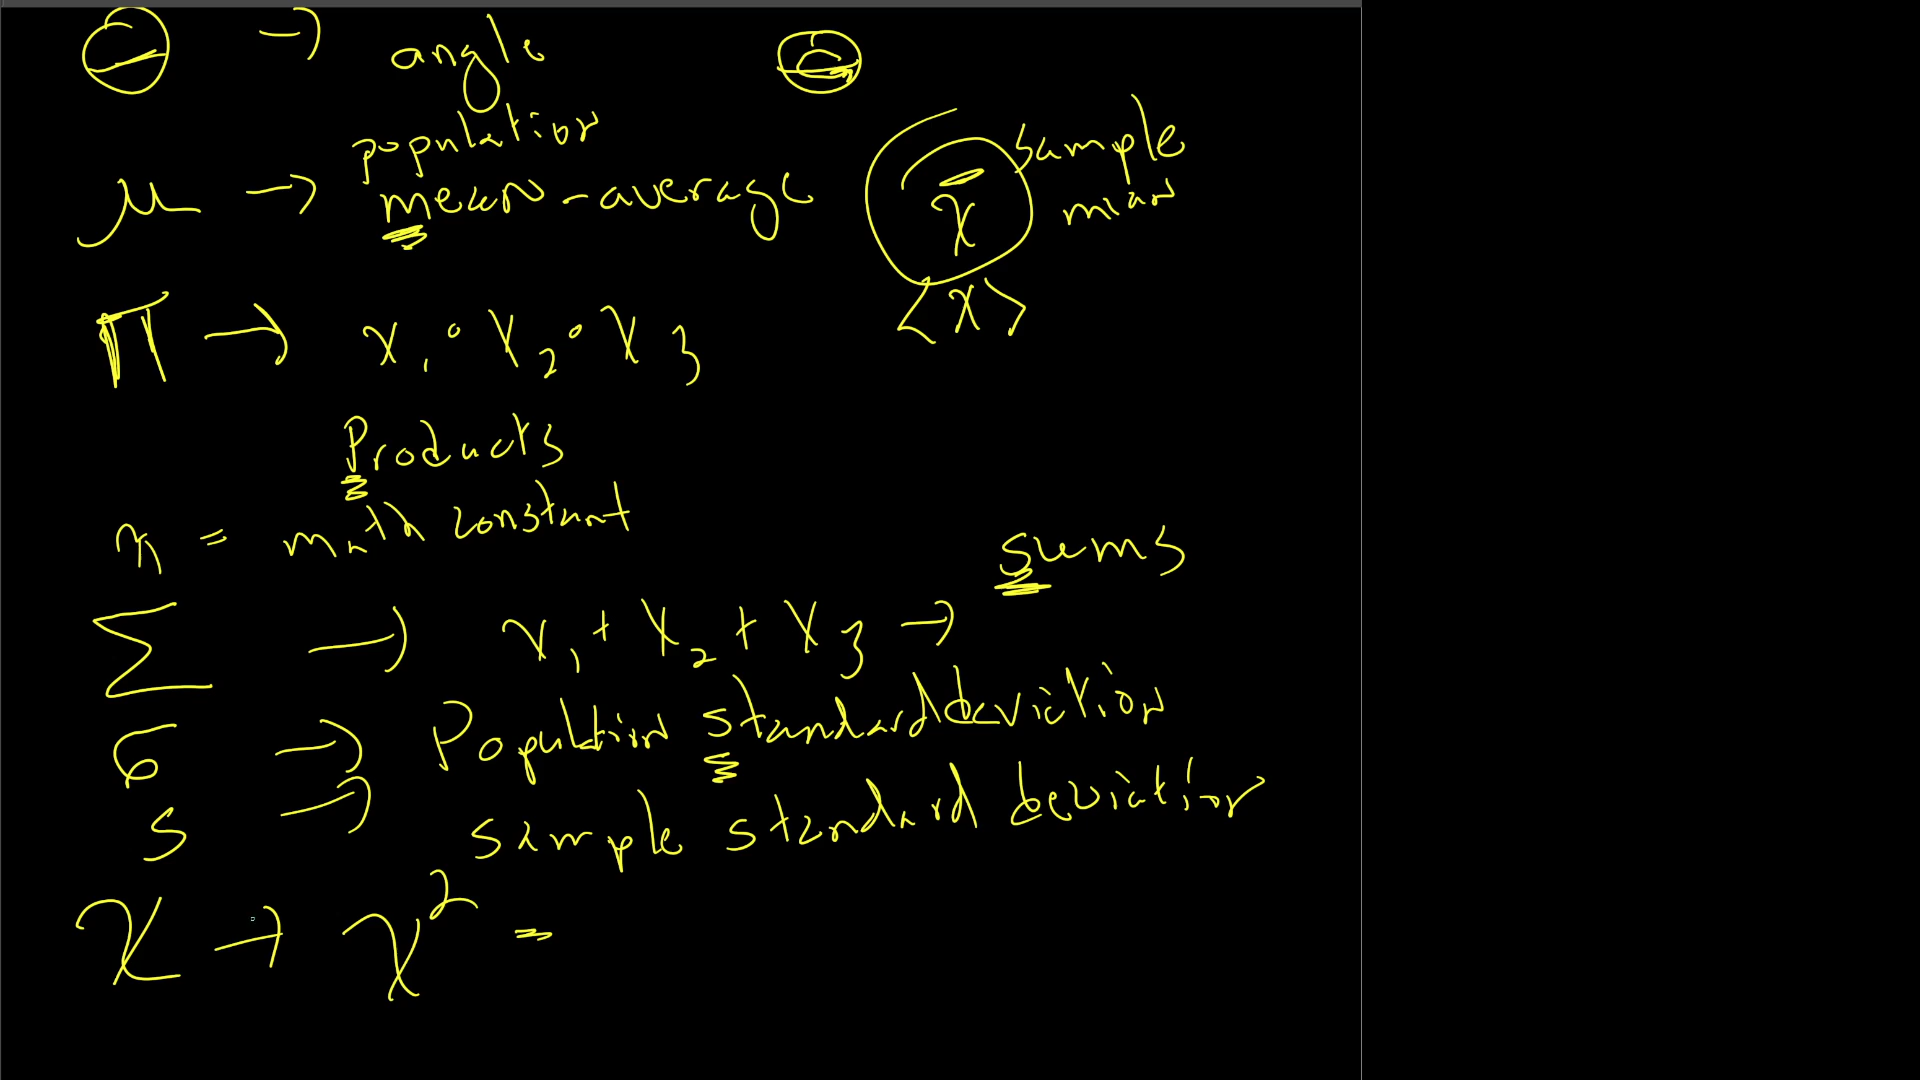 Θ → angle Θ
population
μ → mean - average x̄ sample mean
⟨x⟩
Π → x₁ ∘ x₂ ∘ x₃
Products
π = math constant
sums
Σ → x₁ + x₂ + x₃ →
σ → Population standard deviation
s → sample standard deviation
χ → χ² =